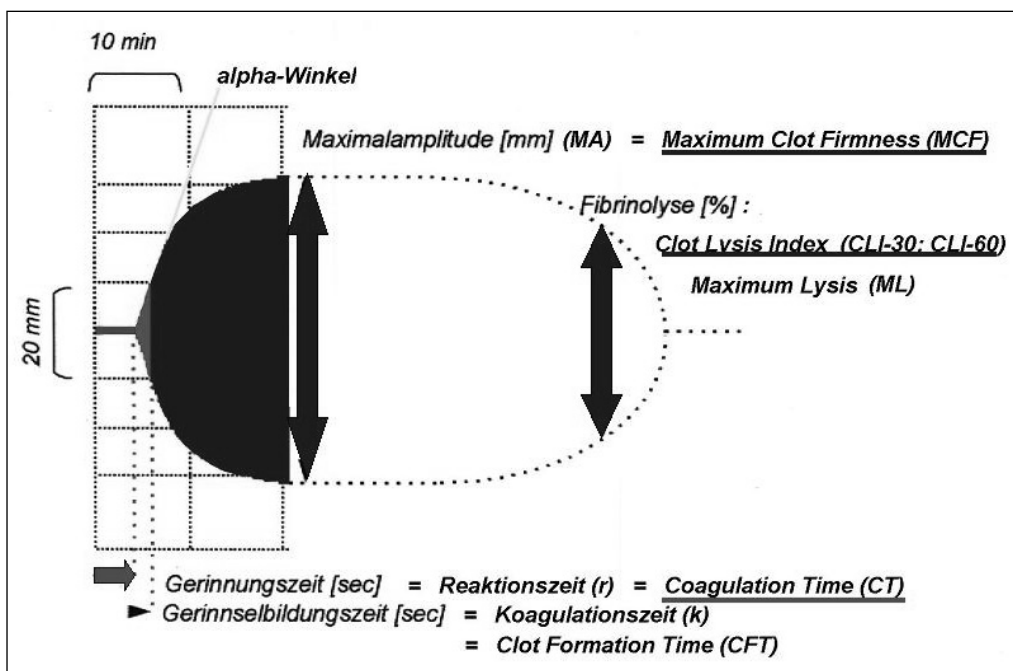 10 min
alpha-Winkel
Maximalamplitude [mm] (MA) = Maximum Clot Firmness (MCF)
Fibrinolyse [%] :
Clot Lysis Index (CLI-30; CLI-60)
Maximum Lysis (ML)
20 mm
Gerinnungszeit [sec] = Reaktionszeit (r) = Coagulation Time (CT)
Gerinnselbildungszeit [sec] = Koagulationszeit (k)
= Clot Formation Time (CFT)